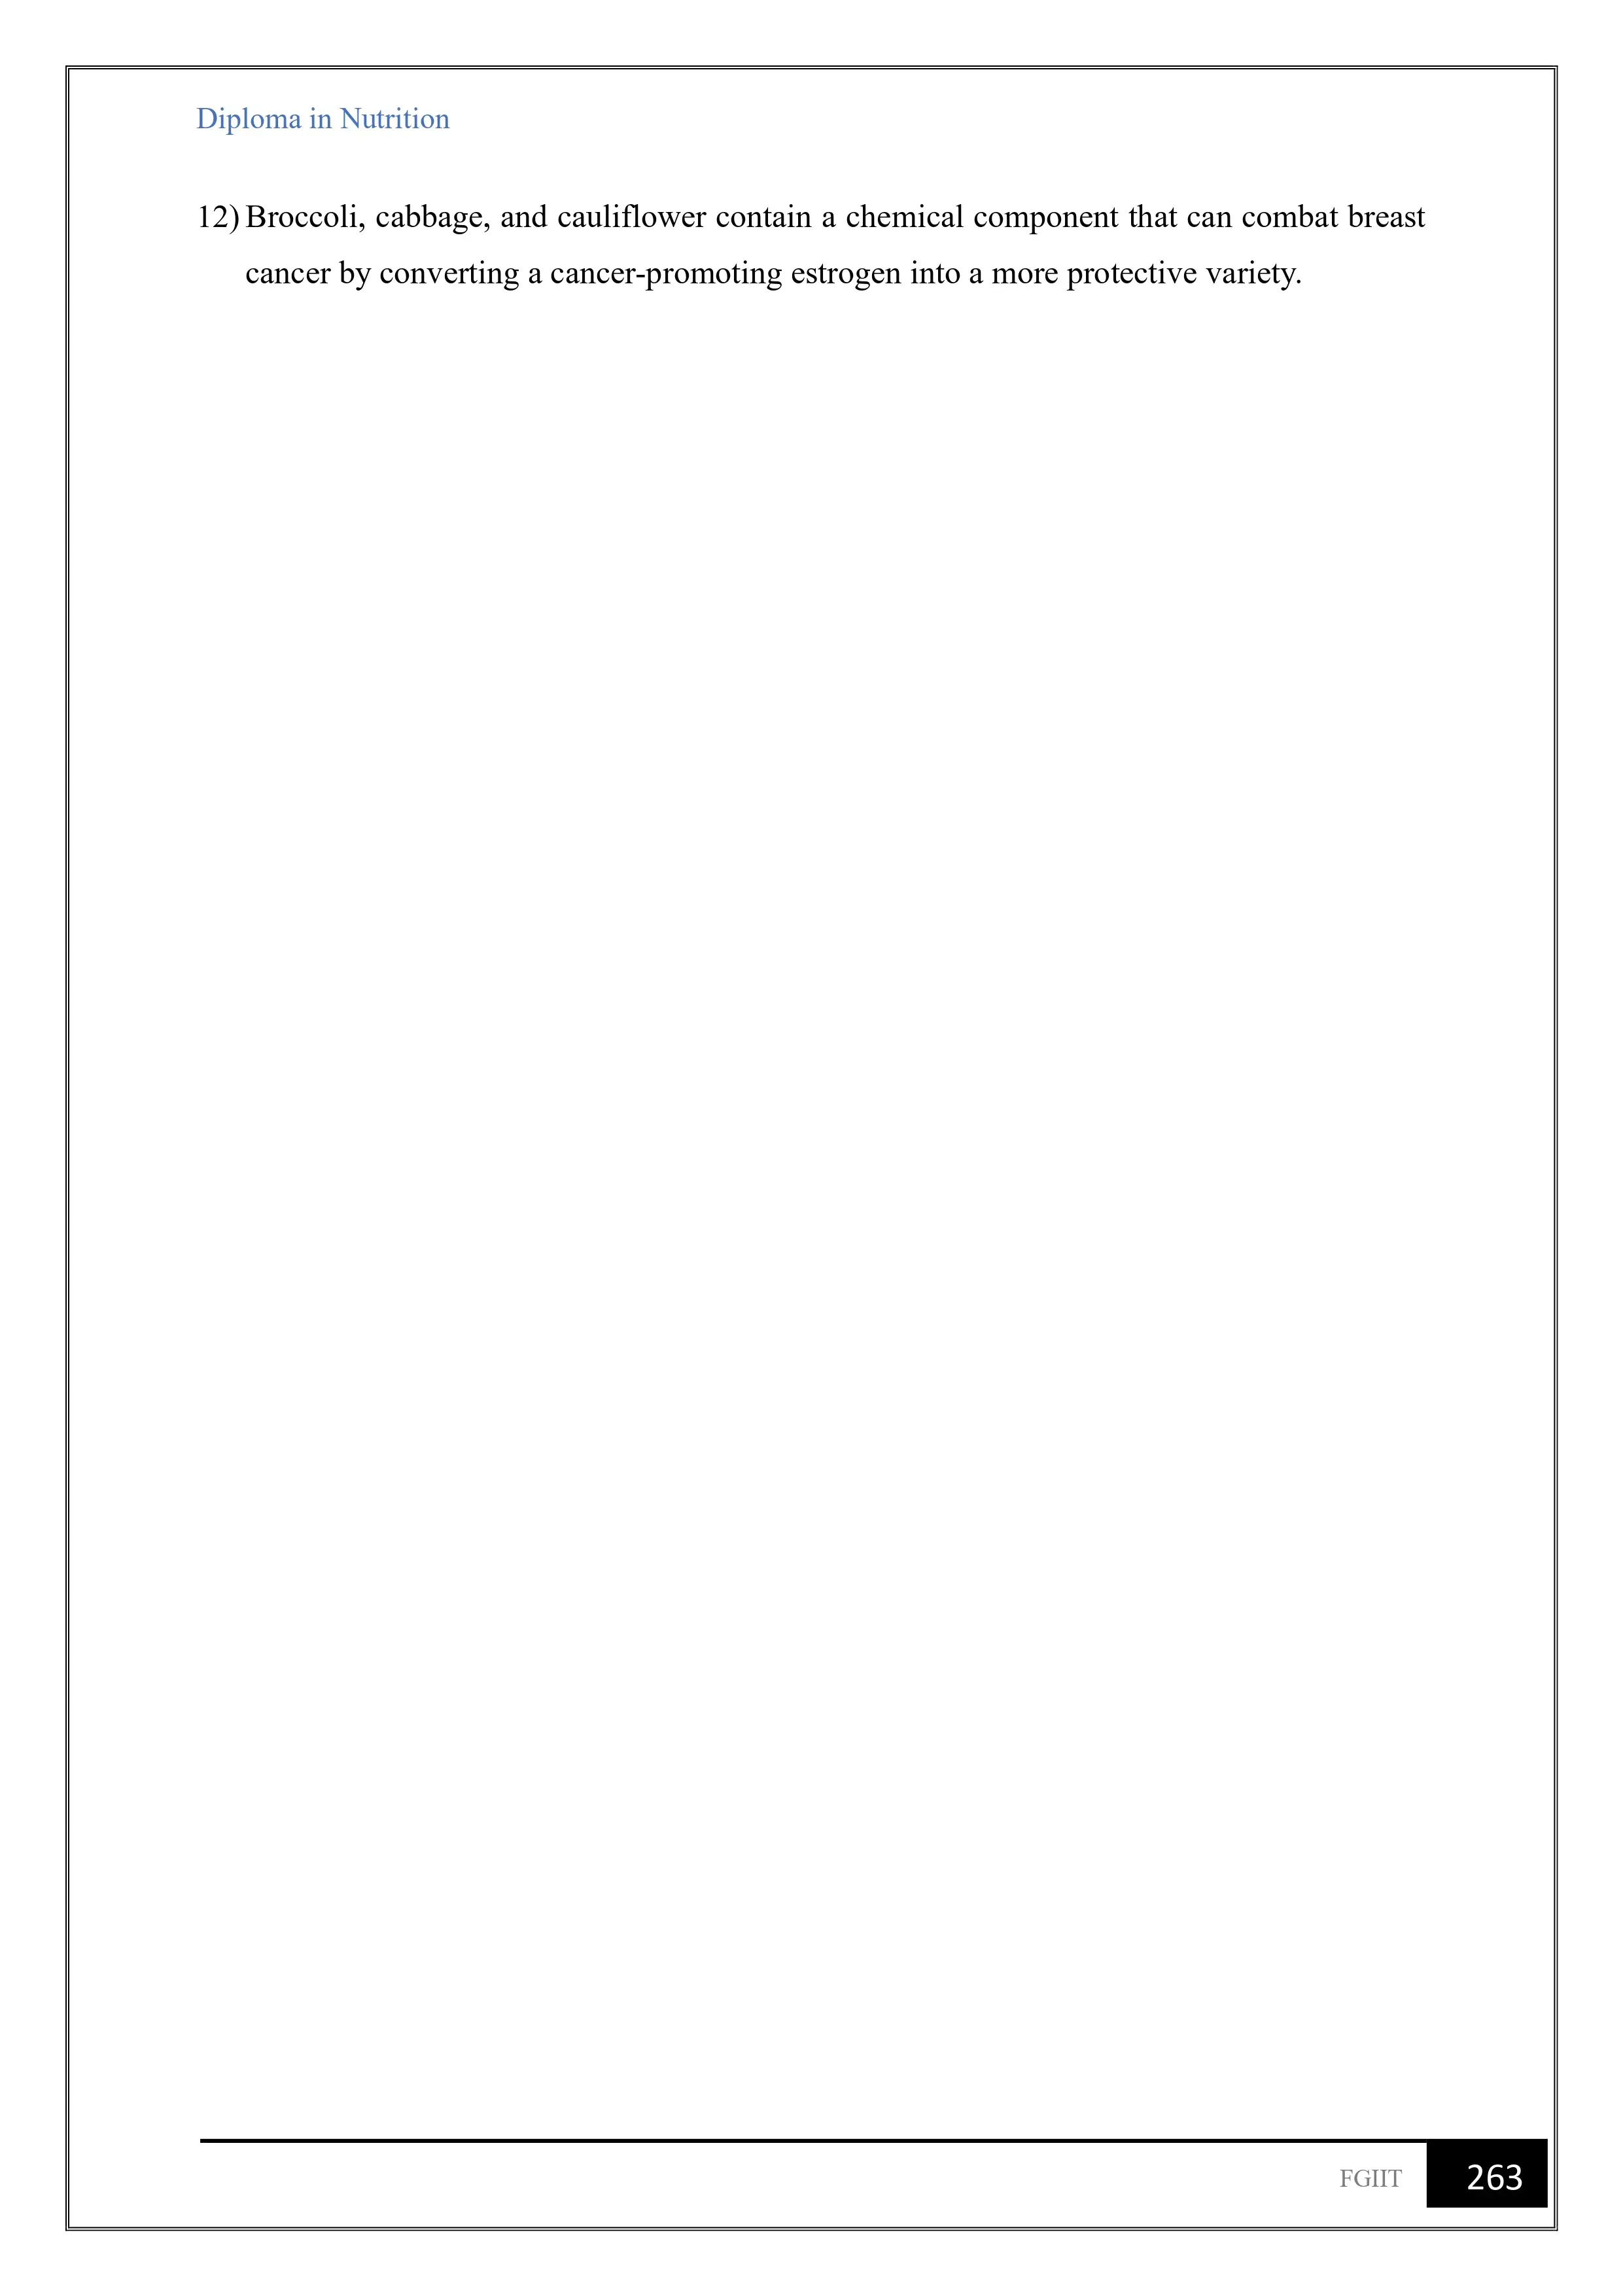 Diploma in Nutrition
12) Broccoli, cabbage, and cauliflower contain a chemical component that can combat breast
cancer by converting a cancer-promoting estrogen into a more protective variety.
FGIIT 263